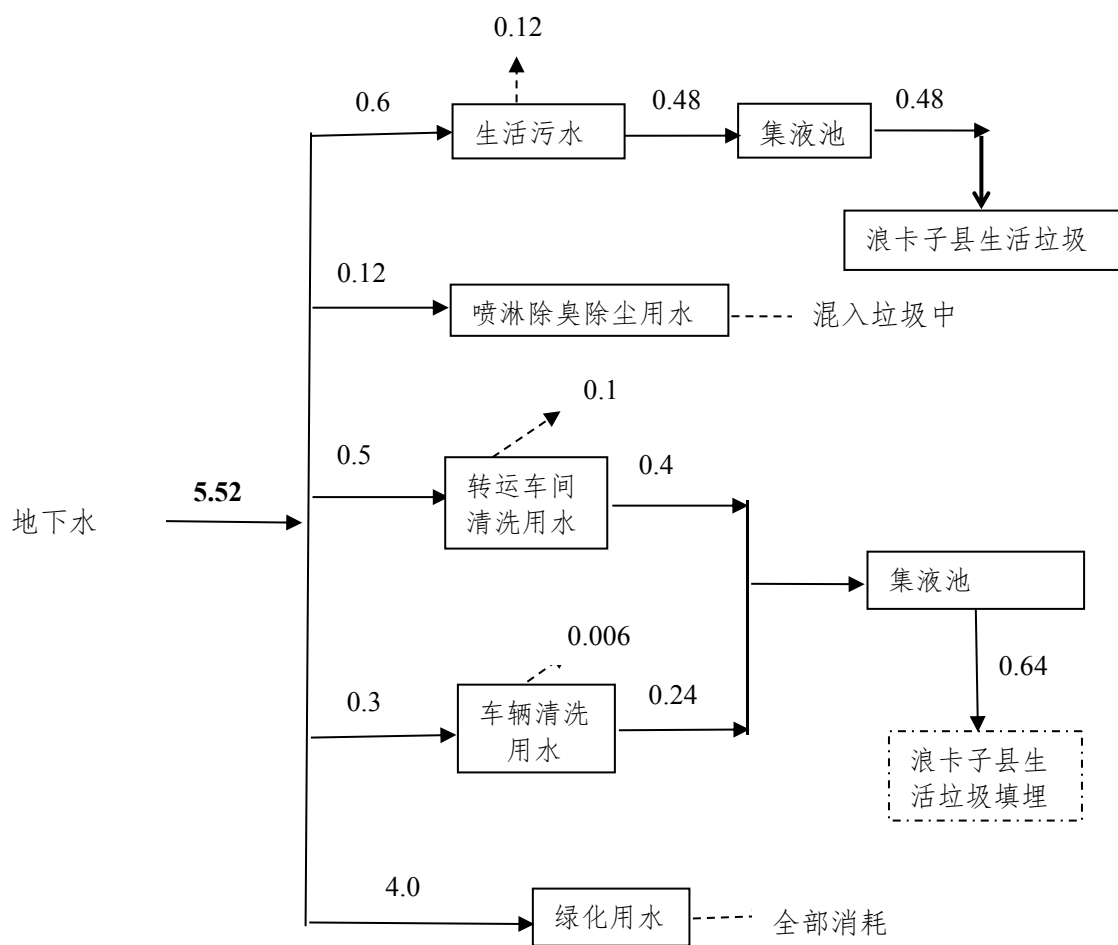 0.12
0.6
生活污水
0.48
集液池
0.48
浪卡子县生活垃圾
0.12
喷淋除臭除尘用水
混入垃圾中
0.1
0.5
转运车间
清洗用水
0.4
地下水
5.52
集液池
0.006
0.3
车辆清洗
用水
0.24
0.64
浪卡子县生
活垃圾填埋
4.0
绿化用水
全部消耗